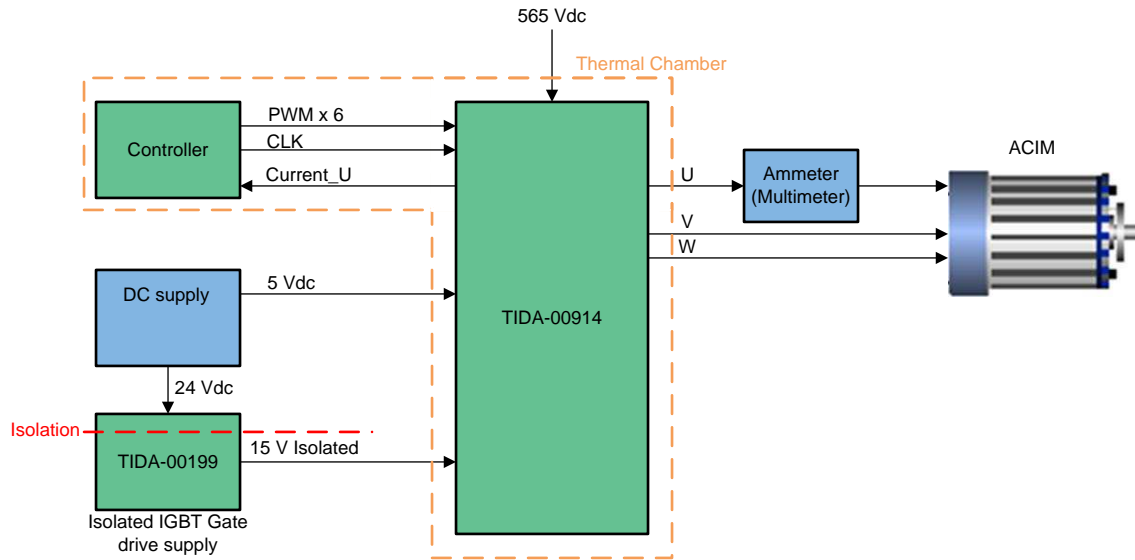 565 Vdc
Thermal Chamber
Controller
PWM x 6
CLK
Current_U
TIDA-00914
U
V
W
Ammeter
(Multimeter)
ACIM
DC supply
5 Vdc
24 Vdc
Isolation
TIDA-00199
15 V Isolated
Isolated IGBT Gate
drive supply